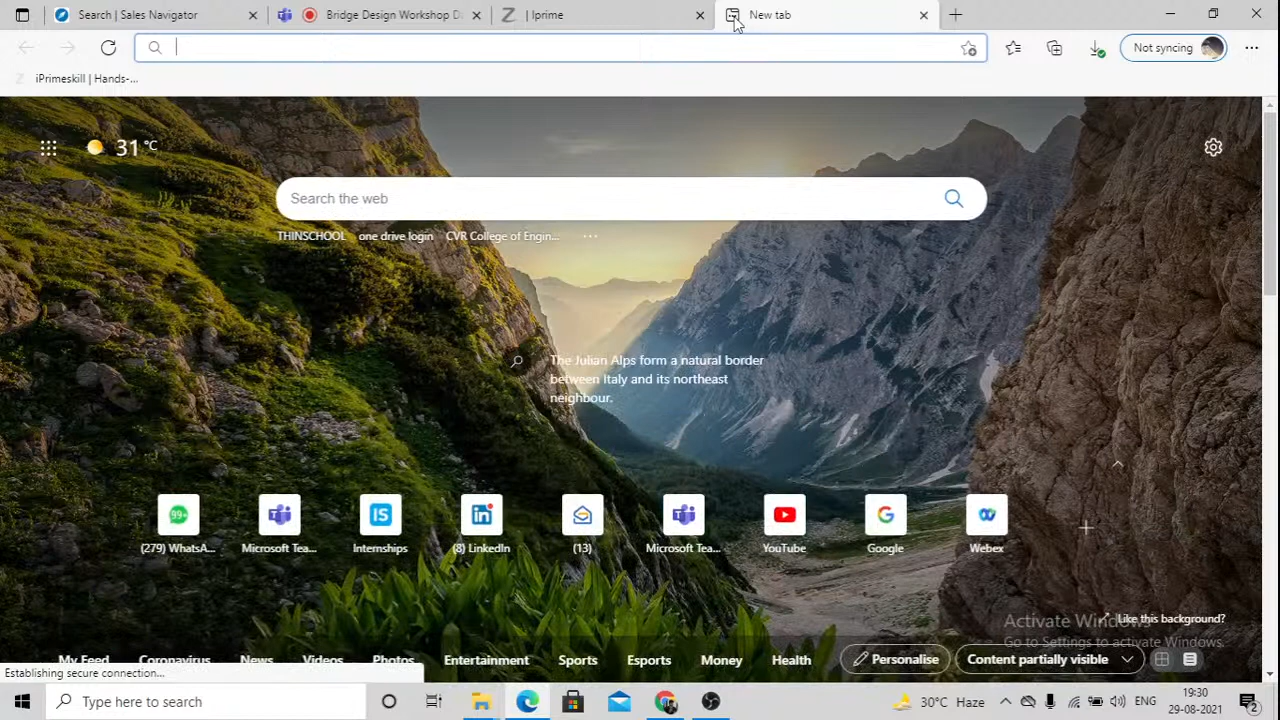 Search | Sales Navigator
Bridge Design Workshop D
| Iprime
New tab
Not syncing
iPrimeskill | Hands-...
31 °C
Search the web
THINSCHOOL
one drive login
CVR College of Engin...
The Julian Alps form a natural border
between Italy and its northeast
neighbour.
99+
IS
(279) WhatsA...
Microsoft Tea...
Internships
(8) LinkedIn
(13)
Microsoft Tea...
YouTube
Google
Webex
Activate Windows
Like this background?
Go to Settings to activate Windows.
My Feed
Coronavirus
News
Videos
Photos
Entertainment
Sports
Esports
Money
Health
Personalise
Content partially visible
Establishing secure connection...
Type here to search
30°C Haze
ENG
19:30
29-08-2021
2